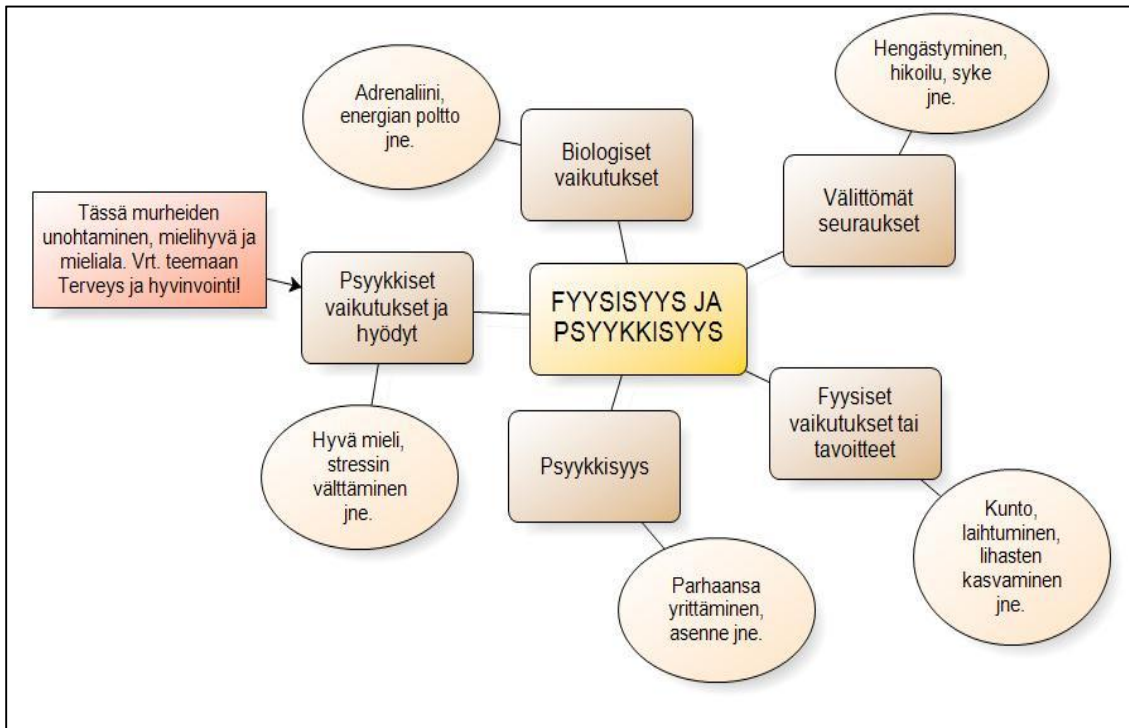 Hengästyminen,
hikoilu, syke
jne.
Adrenaliini,
energian poltto
jne.
Biologiset
vaikutukset
Välittömät
seuraukset
Tässä murheiden
unohtaminen, mielihyvä ja
mieliala. Vrt. teemaan
Terveys ja hyvinvointi!
Psyykkiset
vaikutukset ja
hyödyt
FYYSISYYS JA
PSYYKKISYYS
Fyysiset
vaikutukset tai
tavoitteet
Psyykkisyys
Hyvä mieli,
stressin
välttäminen
jne.
Kunto,
laihtuminen,
lihasten
kasvaminen
jne.
Parhaansa
yrittäminen,
asenne jne.